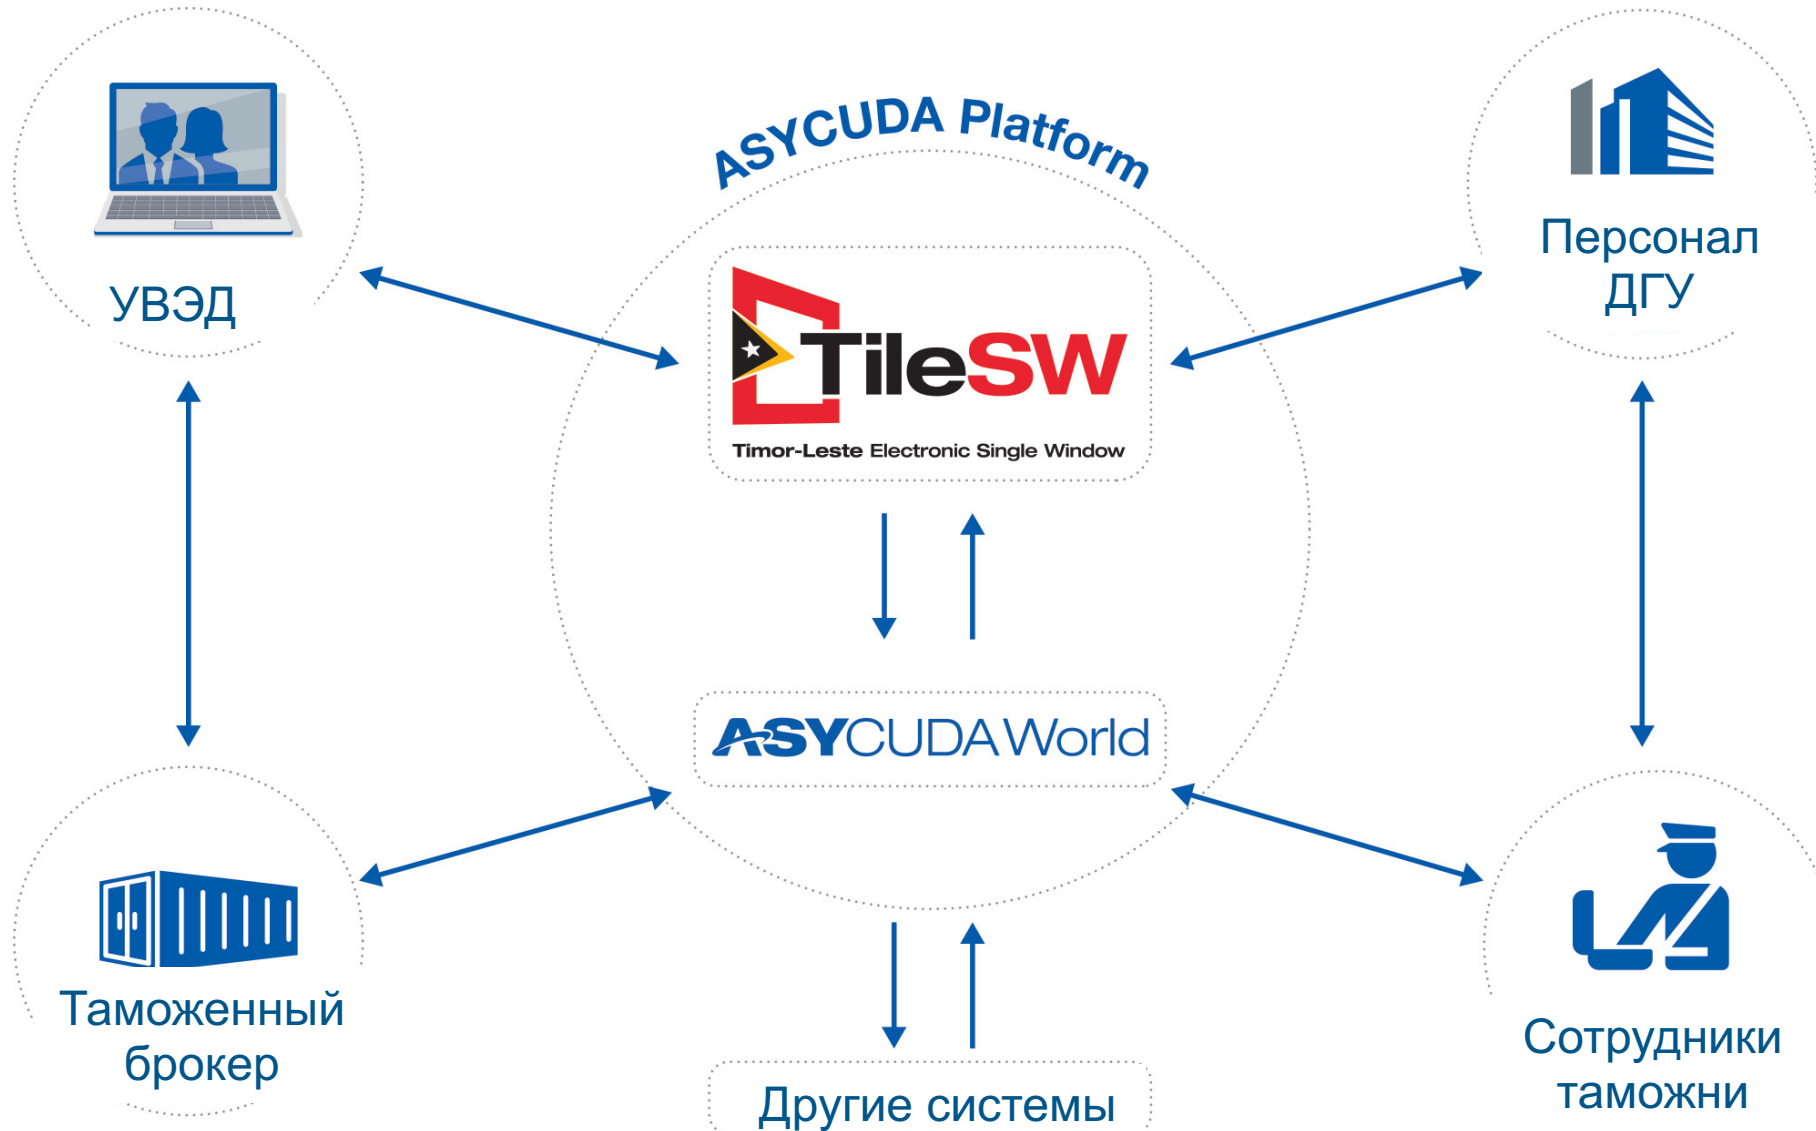 ASYCUDA Platform
УВЭД
Персонал
ДГУ
TileSW
Timor-Leste Electronic Single Window
ASYCUDA World
Таможенный
брокер
Сотрудники
таможни
Другие системы